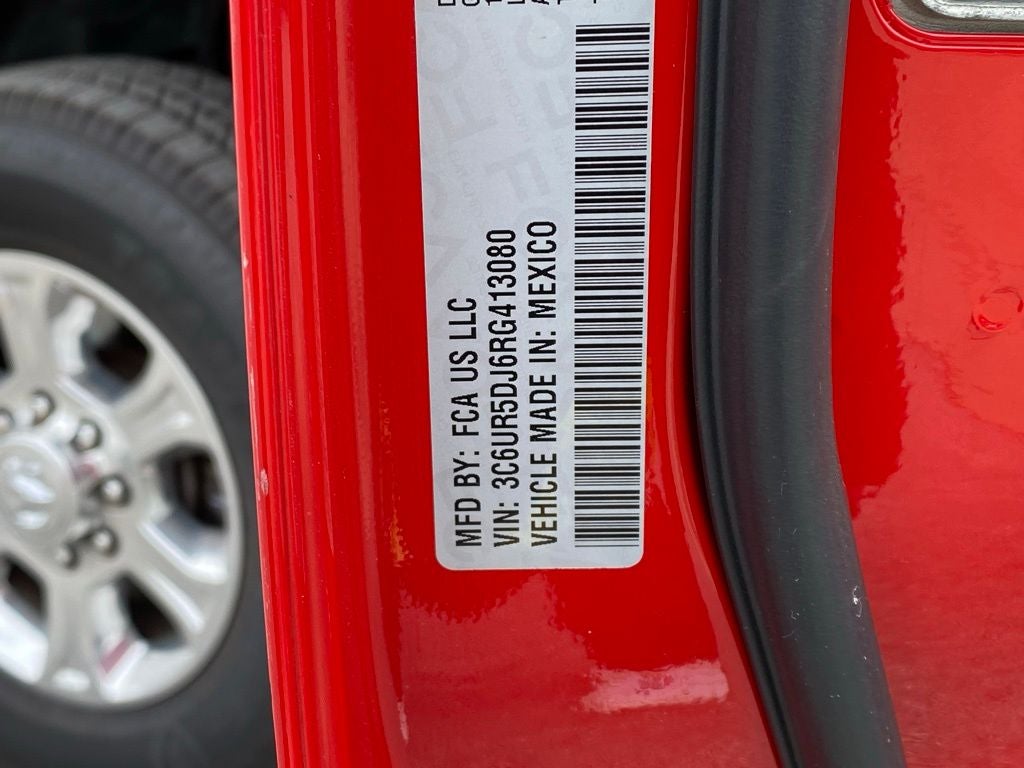 MFD BY: FCA US LLC
VIN: 3C6UR5DJ6RG413080
VEHICLE MADE IN: MEXICO